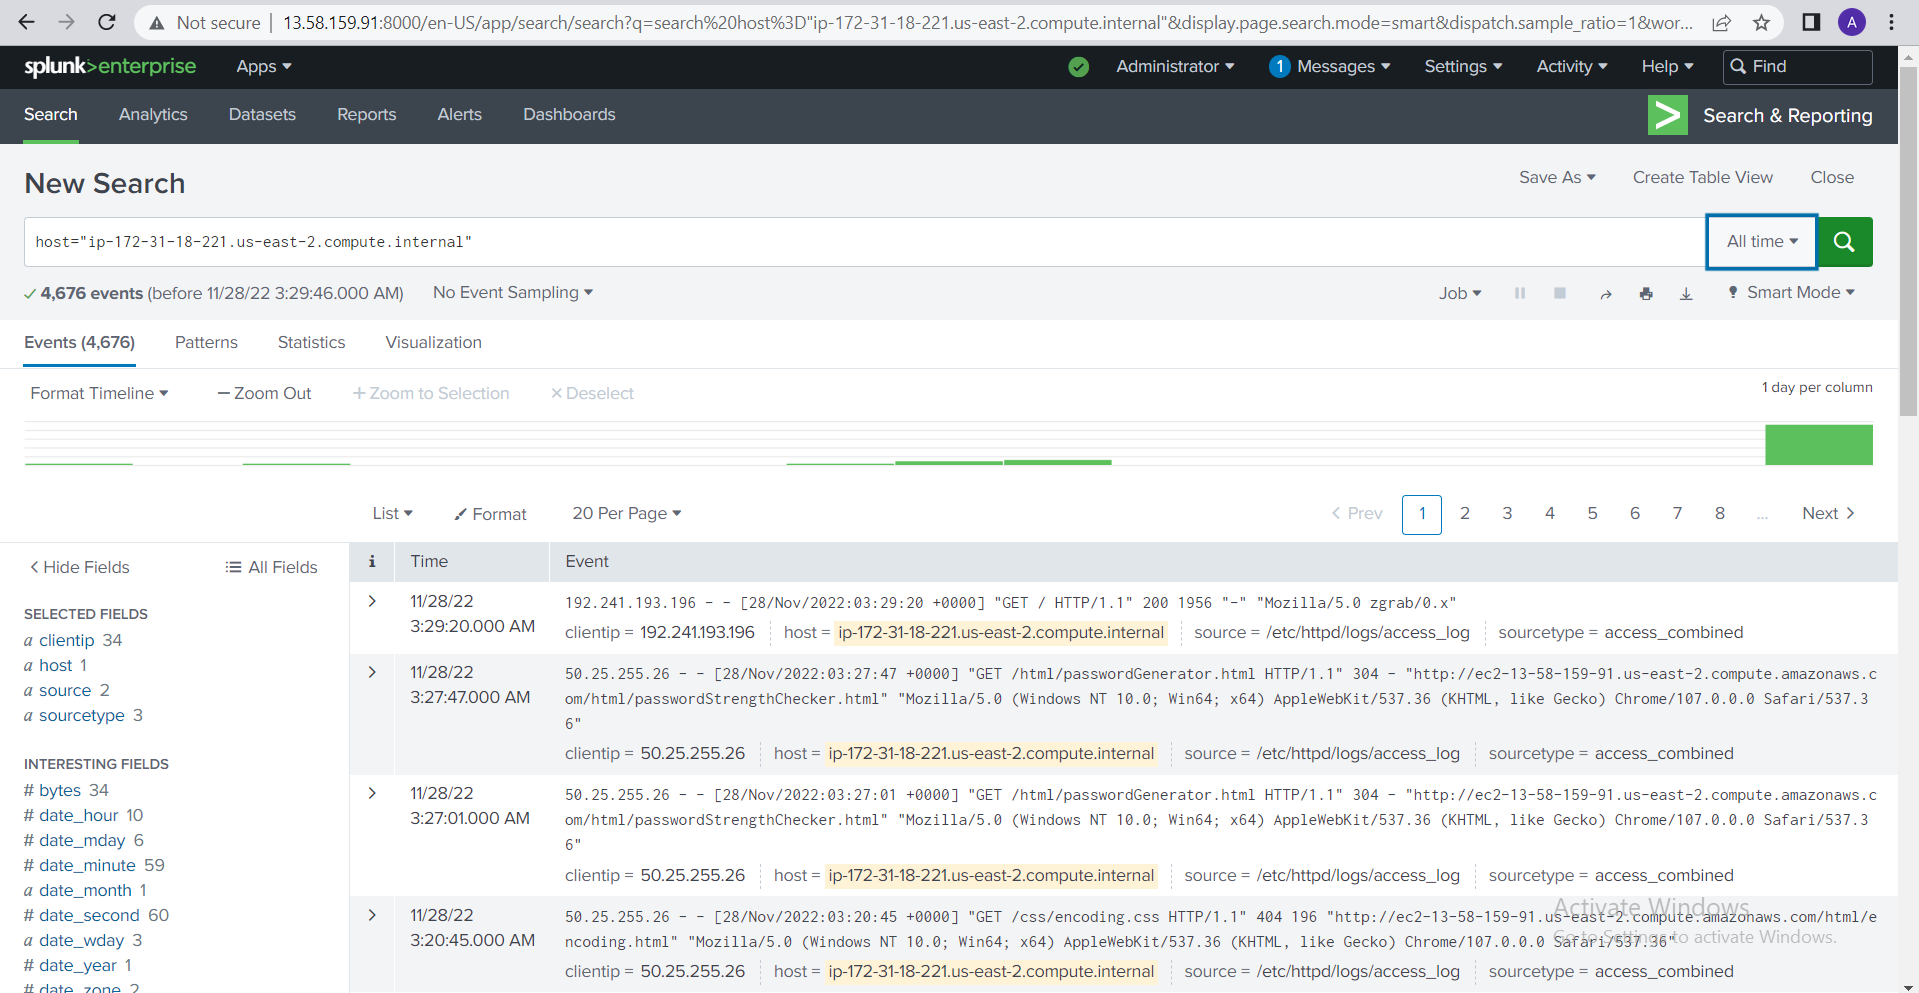 Not secure | 13.58.159.91:8000/en-US/app/search/search?q=search%20host%3D"ip-172-31-18-221.us-east-2.compute.internal"&display.page.search.mode=smart&dispatch.sample_ratio=1&wor... A
splunk>enterprise Apps Administrator 1 Messages Settings Activity Help Find
Search Analytics Datasets Reports Alerts Dashboards > Search & Reporting
New Search Save As Create Table View Close
host="ip-172-31-18-221.us-east-2.compute.internal" All time
4,676 events (before 11/28/22 3:29:46.000 AM) No Event Sampling Job Smart Mode
Events (4,676) Patterns Statistics Visualization
Format Timeline — Zoom Out + Zoom to Selection × Deselect 1 day per column
List Format 20 Per Page < Prev 1 2 3 4 5 6 7 8 ... Next >
< Hide Fields All Fields i Time Event
SELECTED FIELDS
a clientip 34
a host 1
a source 2
a sourcetype 3
INTERESTING FIELDS
# bytes 34
# date_hour 10
# date_mday 6
# date_minute 59
a date_month 1
# date_second 60
a date_wday 3
# date_year 1
# date_zone 2
> 11/28/22
3:29:20.000 AM
192.241.193.196 - - [28/Nov/2022:03:29:20 +0000] "GET / HTTP/1.1" 200 1956 "-" "Mozilla/5.0 zgrab/0.x"
clientip = 192.241.193.196 host = ip-172-31-18-221.us-east-2.compute.internal source = /etc/httpd/logs/access_log sourcetype = access_combined
> 11/28/22
3:27:47.000 AM
50.25.255.26 - - [28/Nov/2022:03:27:47 +0000] "GET /html/passwordGenerator.html HTTP/1.1" 304 - "http://ec2-13-58-159-91.us-east-2.compute.amazonaws.c
om/html/passwordStrengthChecker.html" "Mozilla/5.0 (Windows NT 10.0; Win64; x64) AppleWebKit/537.36 (KHTML, like Gecko) Chrome/107.0.0.0 Safari/537.3
6"
clientip = 50.25.255.26 host = ip-172-31-18-221.us-east-2.compute.internal source = /etc/httpd/logs/access_log sourcetype = access_combined
> 11/28/22
3:27:01.000 AM
50.25.255.26 - - [28/Nov/2022:03:27:01 +0000] "GET /html/passwordGenerator.html HTTP/1.1" 304 - "http://ec2-13-58-159-91.us-east-2.compute.amazonaws.c
om/html/passwordStrengthChecker.html" "Mozilla/5.0 (Windows NT 10.0; Win64; x64) AppleWebKit/537.36 (KHTML, like Gecko) Chrome/107.0.0.0 Safari/537.3
6"
clientip = 50.25.255.26 host = ip-172-31-18-221.us-east-2.compute.internal source = /etc/httpd/logs/access_log sourcetype = access_combined
> 11/28/22
3:20:45.000 AM
50.25.255.26 - - [28/Nov/2022:03:20:45 +0000] "GET /css/encoding.css HTTP/1.1" 404 196 "http://ec2-13-58-159-91.us-east-2.compute.amazonaws.com/html/e
ncoding.html" "Mozilla/5.0 (Windows NT 10.0; Win64; x64) AppleWebKit/537.36 (KHTML, like Gecko) Chrome/107.0.0.0 Safari/537.36"
clientip = 50.25.255.26 host = ip-172-31-18-221.us-east-2.compute.internal source = /etc/httpd/logs/access_log sourcetype = access_combined
Activate Windows
Go to Settings to activate Windows.